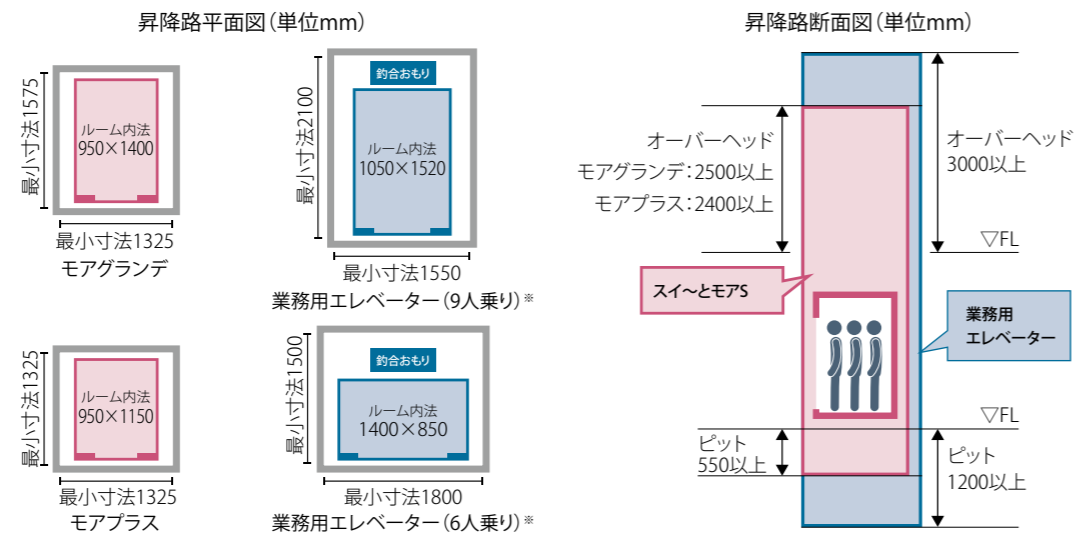 昇降路平面図（単位mm）
最小寸法1575
ルーム内法
950×1400
最小寸法1325
モアグランデ
最小寸法2100
釣合おもり
ルーム内法
1050×1520
最小寸法1550
業務用エレベーター（9人乗り）※
最小寸法1325
ルーム内法
950×1150
最小寸法1325
モアプラス
最小寸法1500
釣合おもり
ルーム内法
1400×850
最小寸法1800
業務用エレベーター（6人乗り）※
昇降路断面図（単位mm）
オーバーヘッド
モアグランデ：2500以上
モアプラス：2400以上
オーバーヘッド
3000以上
▽FL
スイ～とモアS
業務用
エレベーター
▽FL
ピット
550以上
ピット
1200以上